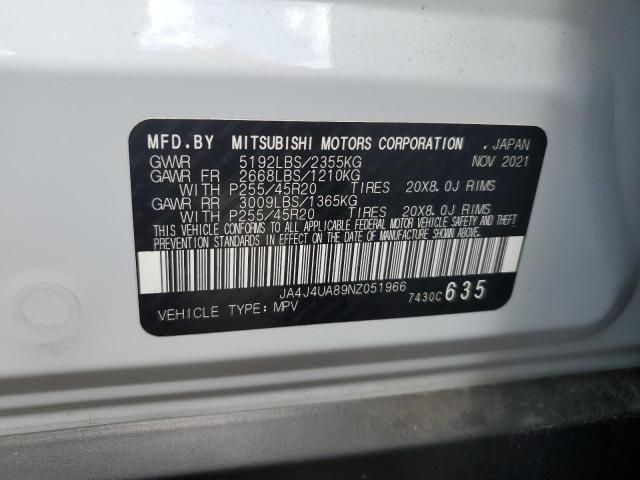 MFD.BY MITSUBISHI MOTORS CORPORATION , JAPAN
GVWR 5192LBS/2355KG NOV 2021
GAWR FR 2668LBS/1210KG
WITH P255/45R20 TIRES 20X8.0J RIMS
GAWR RR 3009LBS/1365KG
WITH P255/45R20 TIRES 20X8.0J RIMS
THIS VEHICLE CONFORMS TO ALL APPLICABLE FEDERAL MOTOR VEHICLE SAFETY AND THEFT
PREVENTION STANDARDS IN EFFECT ON THE DATE OF MANUFACTURE SHOWN ABOVE.
JA4J4UA89NZ051966 7430C 635
VEHICLE TYPE: MPV